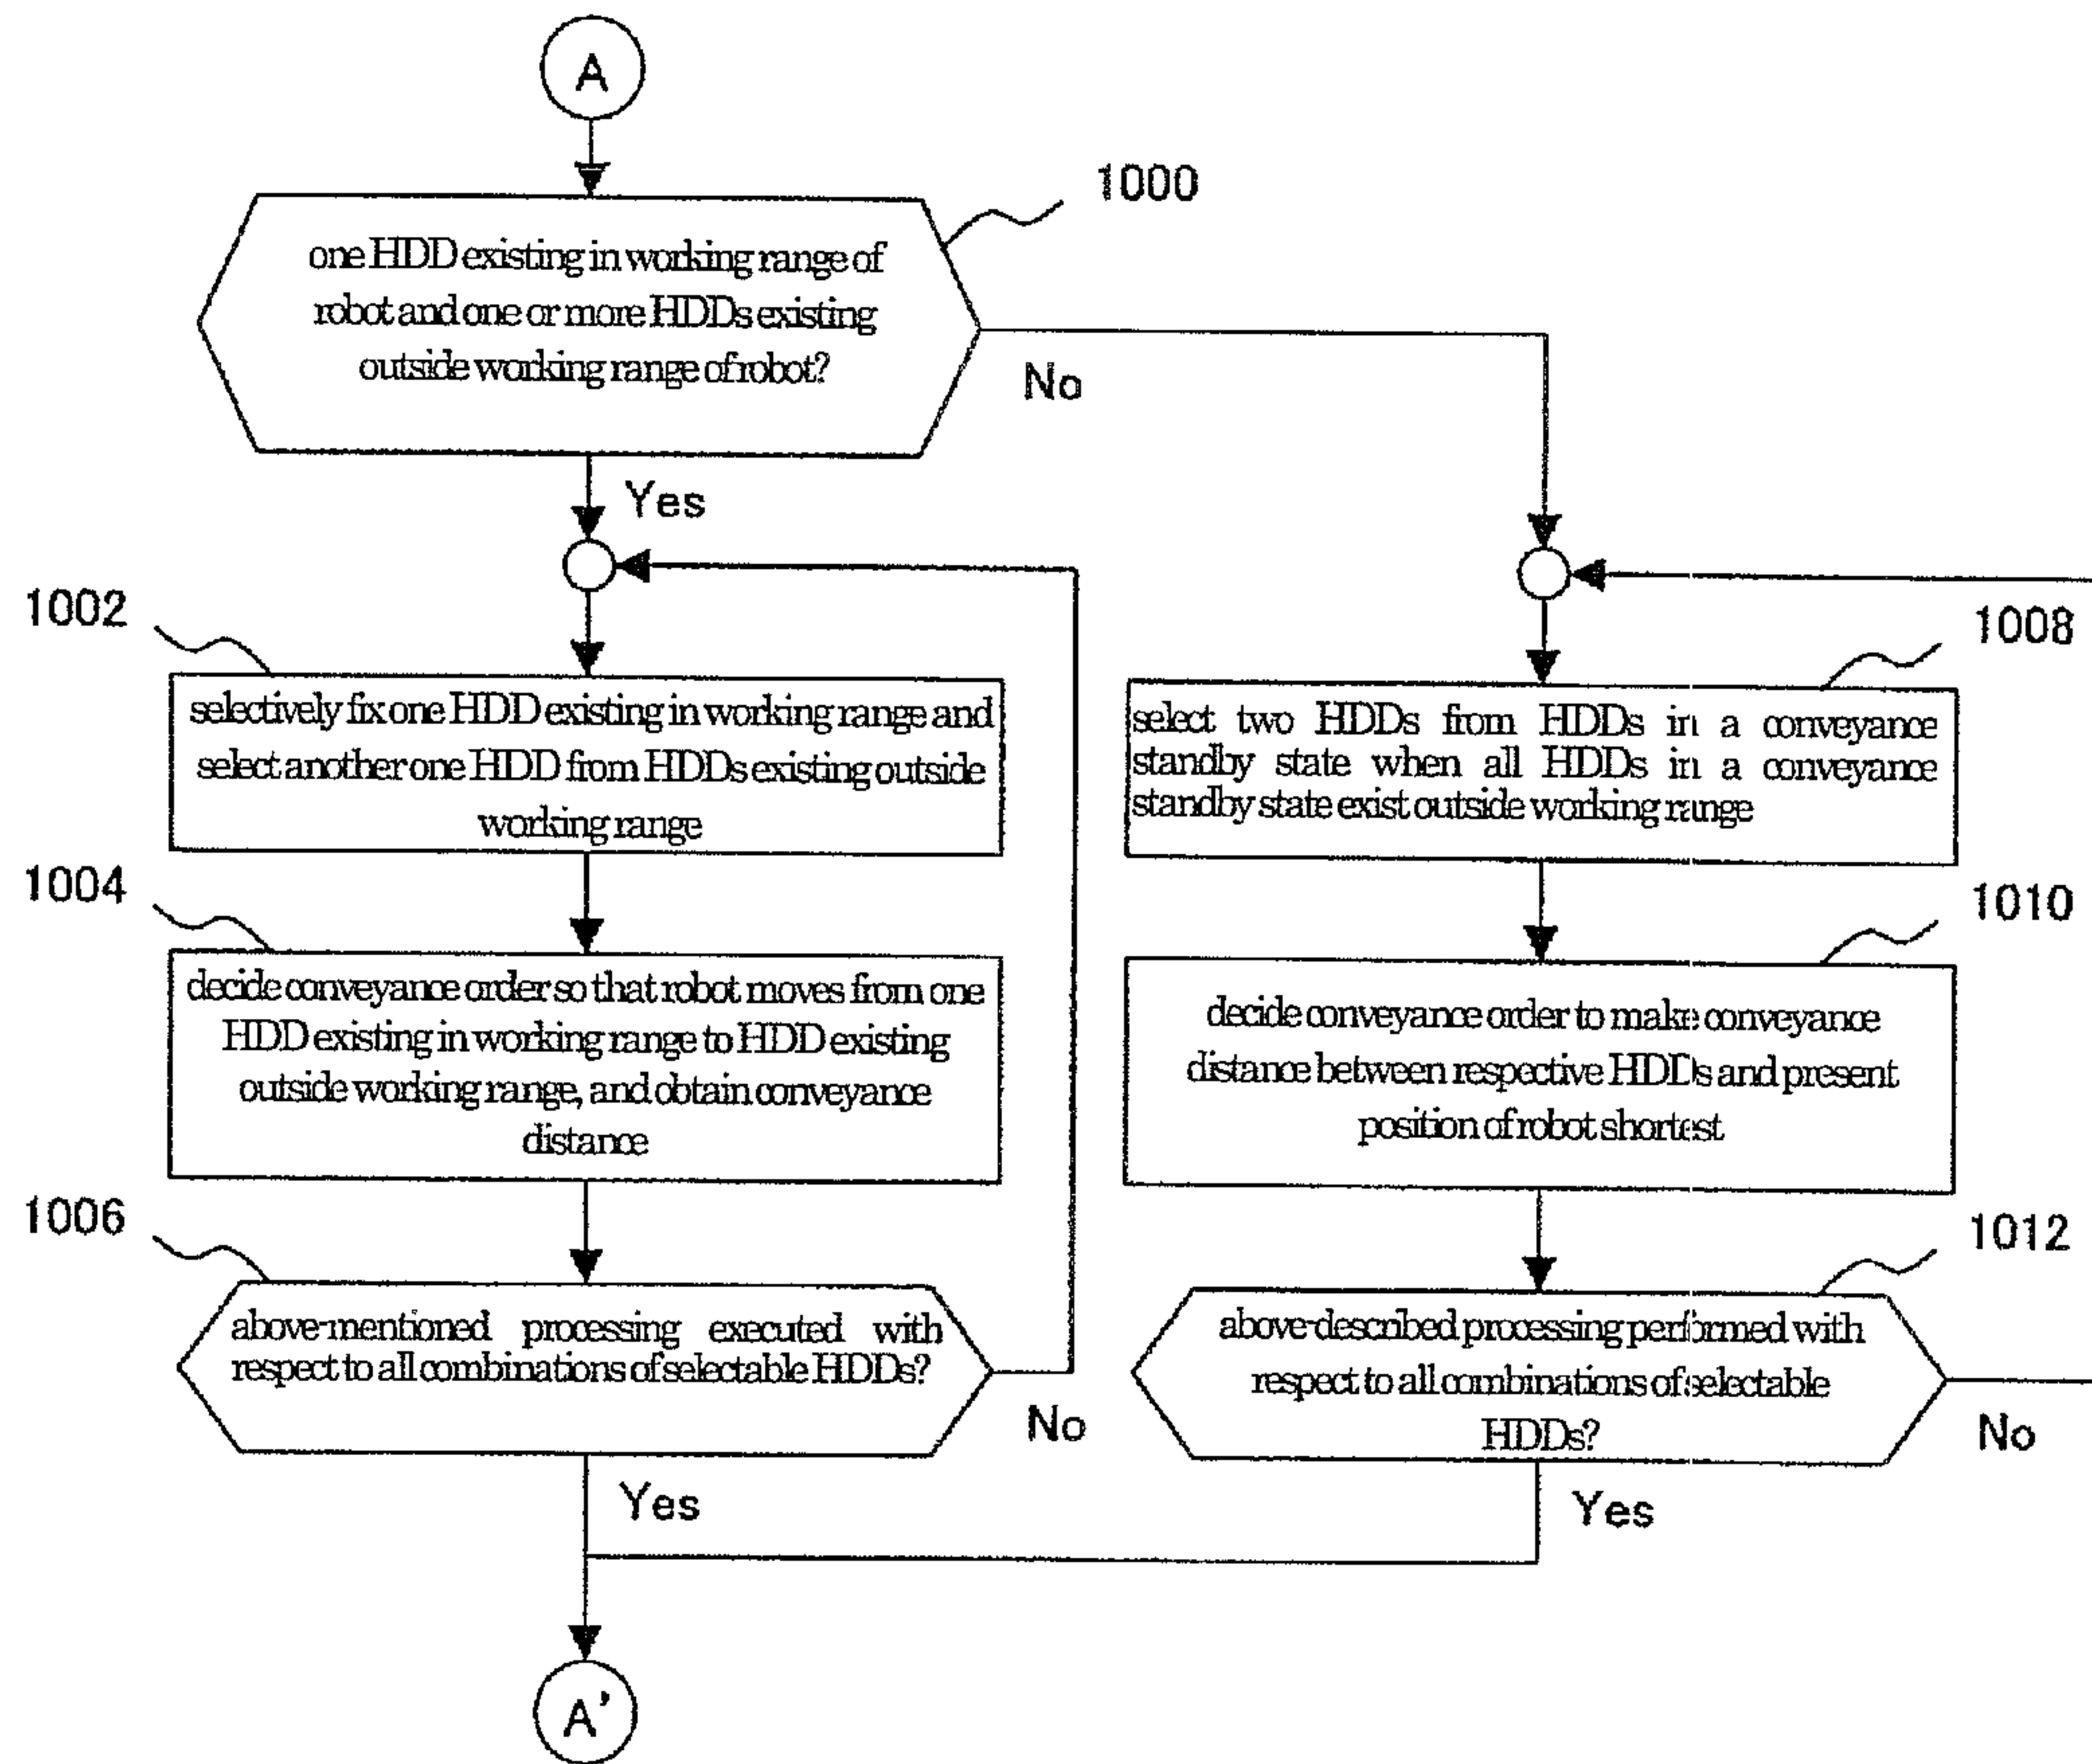 A
1000
one HDD existing in working range of
robot and one or more HDDs existing
outside working range of robot?
No
Yes
1002
selectively fix one HDD existing in working range and
select another one HDD from HDDs existing outside
working range
1004
decide conveyance order so that robot moves from one
HDD existing in working range to HDD existing
outside working range, and obtain conveyance
distance
1006
above-mentioned processing executed with
respect to all combinations of selectable HDDs?
No
Yes
1008
select two HDDs from HDDs in a conveyance
standby state when all HDDs in a conveyance
standby state exist outside working range
1010
decide conveyance order to make conveyance
distance between respective HDDs and present
position of robot shortest
1012
above-described processing performed with
respect to all combinations of selectable
HDDs?
No
Yes
A'